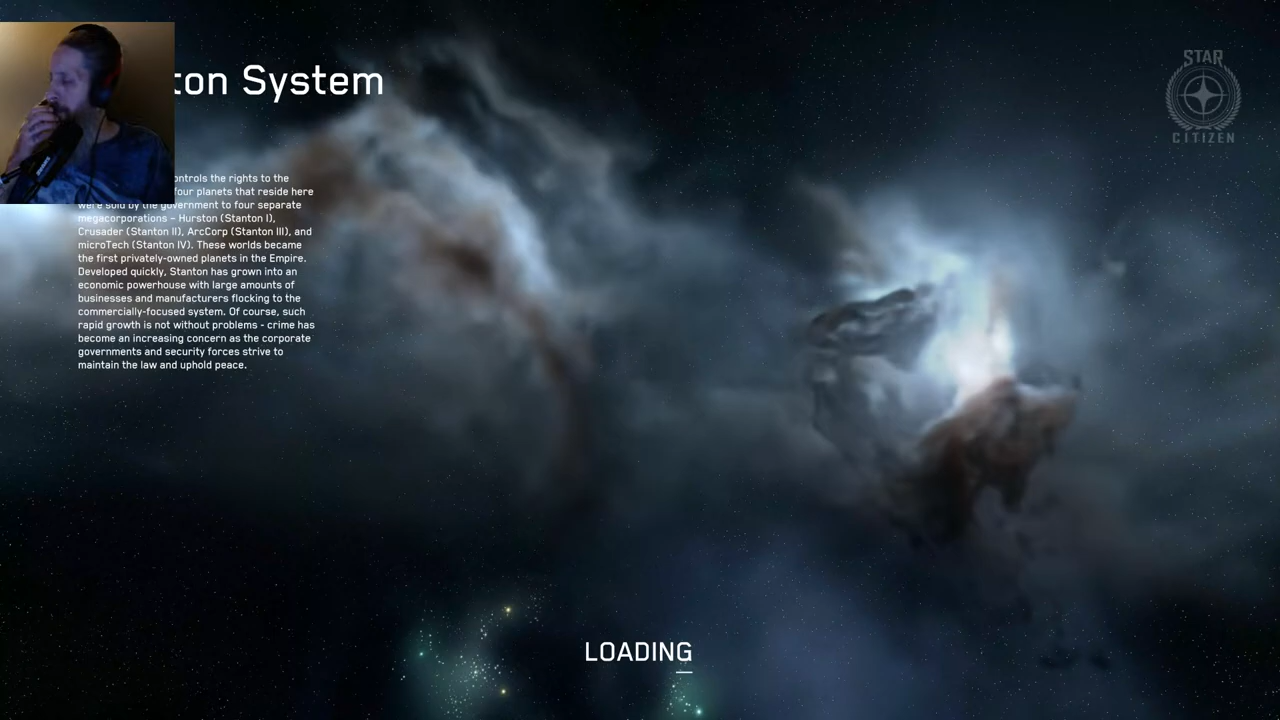 ton System
STAR
CITIZEN
ontrols the rights to the
four planets that reside here
were sold by the government to four separate
megacorporations – Hurston (Stanton I),
Crusader (Stanton II), ArcCorp (Stanton III), and
microTech (Stanton IV). These worlds became
the first privately-owned planets in the Empire.
Developed quickly, Stanton has grown into an
economic powerhouse with large amounts of
businesses and manufacturers flocking to the
commercially-focused system. Of course, such
rapid growth is not without problems - crime has
become an increasing concern as the corporate
governments and security forces strive to
maintain the law and uphold peace.
LOADING